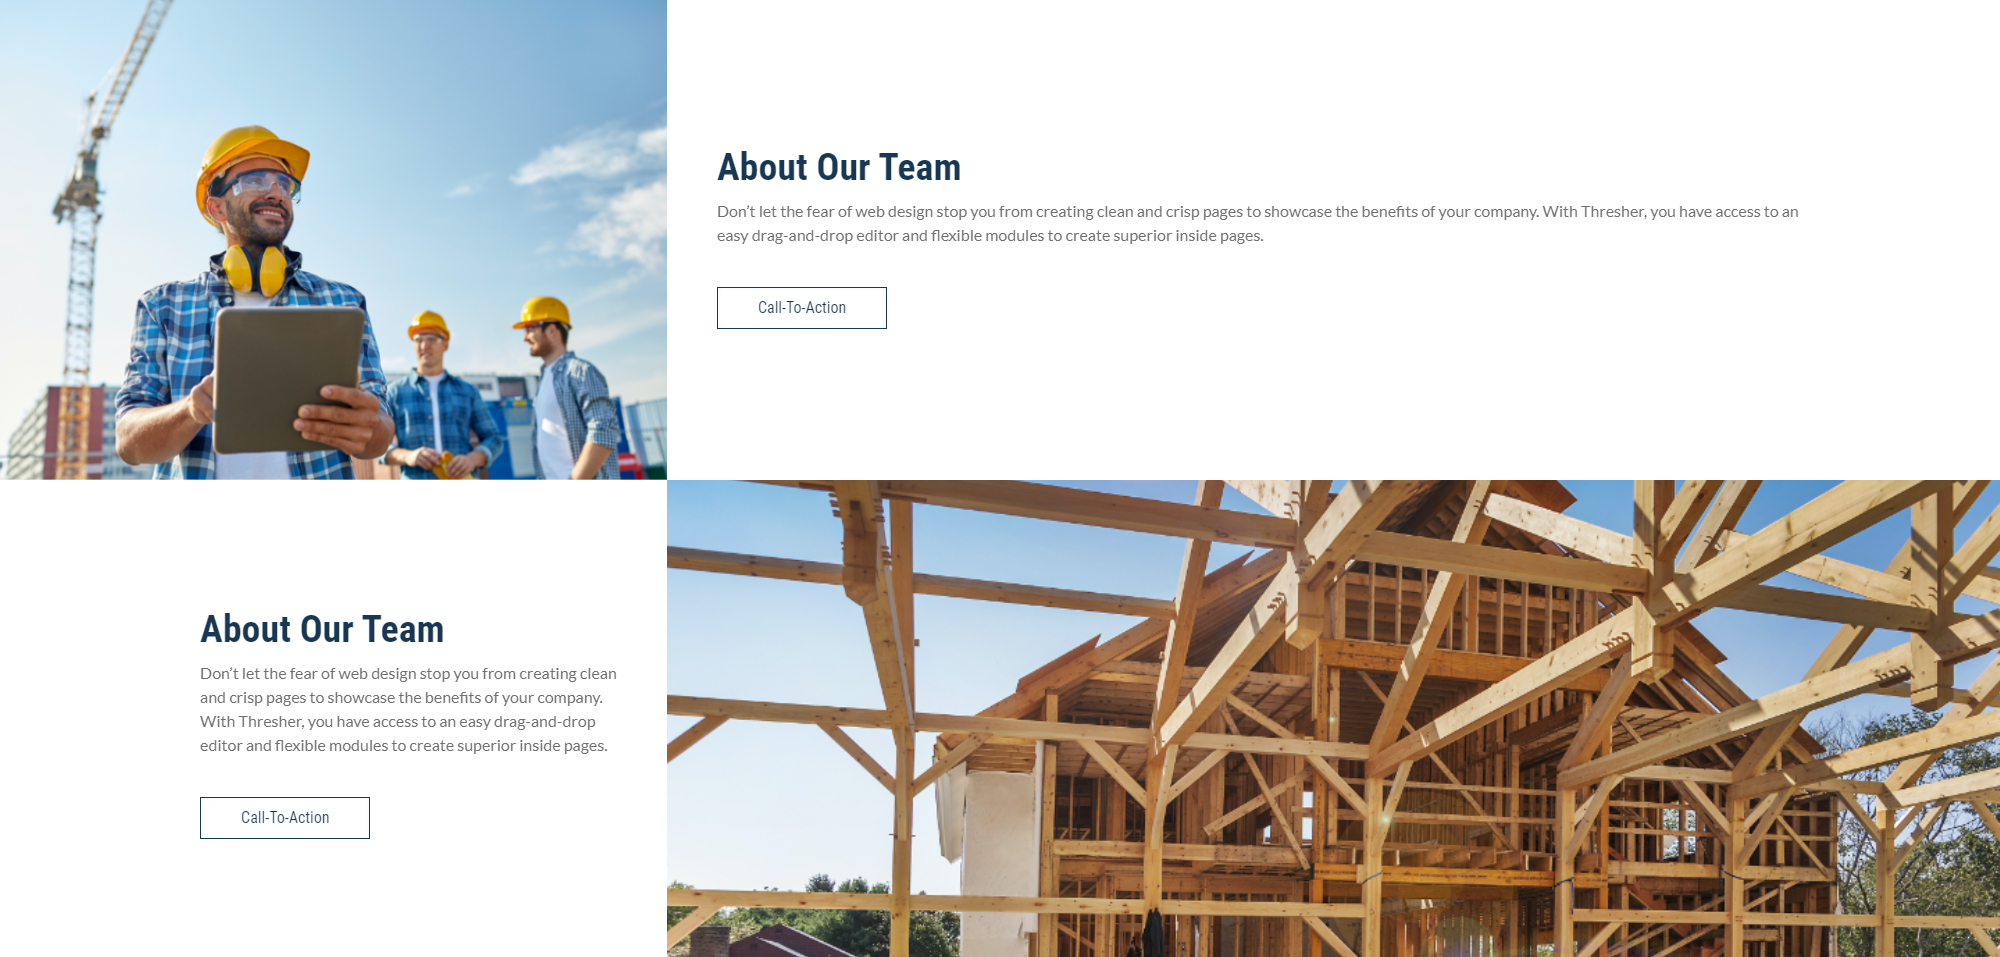 About Our Team
Don’t let the fear of web design stop you from creating clean and crisp pages to showcase the benefits of your company. With Thresher, you have access to an
easy drag-and-drop editor and flexible modules to create superior inside pages.
Call-To-Action
About Our Team
Don’t let the fear of web design stop you from creating clean
and crisp pages to showcase the benefits of your company.
With Thresher, you have access to an easy drag-and-drop
editor and flexible modules to create superior inside pages.
Call-To-Action